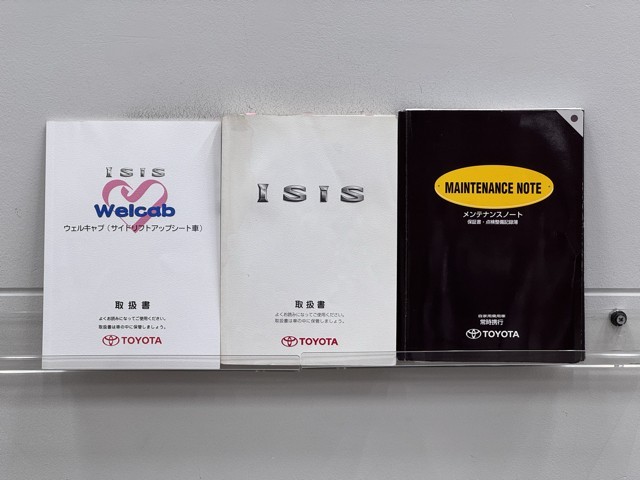 ISIS
Welcab
ウェルキャブ(サイドリフトアップシート車)
取扱書
よくお読みになってご使用ください。
取扱書は車の中に保管しましょう。
TOYOTA
ISIS
取扱書
よくお読みになってご使用ください。
取扱書は車の中に保管しましょう。
TOYOTA
MAINTENANCE NOTE
メンテナンスノート
保証書・点検整備記録簿
自家用乗用車
常時携行
TOYOTA